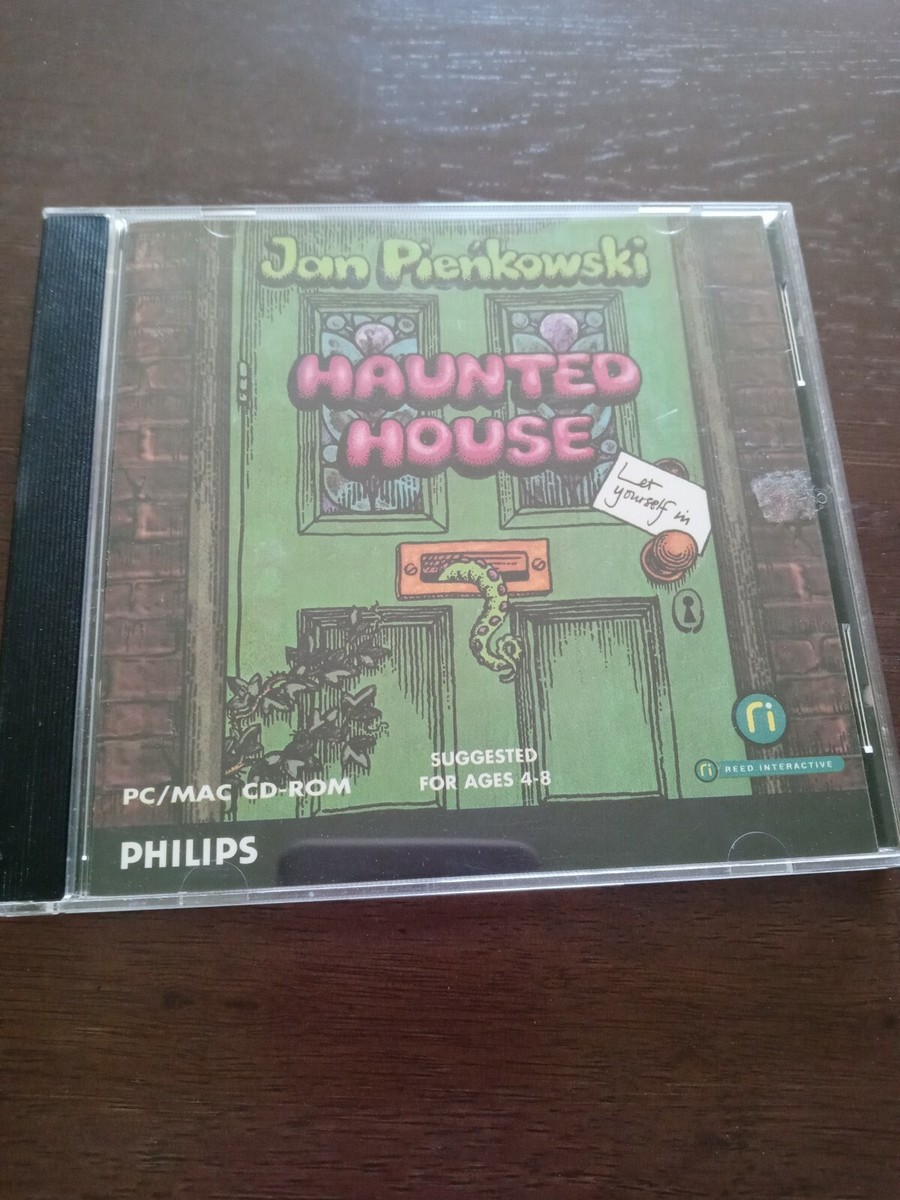 Jan Pieńkowski
HAUNTED
HOUSE
Let
yourself in
SUGGESTED
FOR AGES 4-8
PC/MAC CD-ROM
ri
ri REED INTERACTIVE
PHILIPS